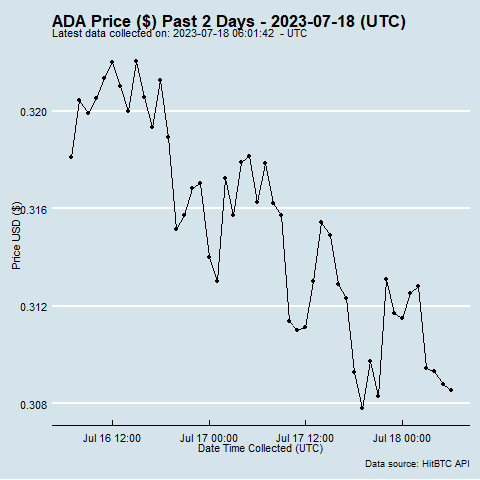 ADA Price ($) Past 2 Days - 2023-07-18 (UTC)
Latest data collected on: 2023-07-18 06:01:42 - UTC
0.320
0.316
0.312
0.308
Price USD ($)
Jul 16 12:00
Jul 17 00:00
Jul 17 12:00
Jul 18 00:00
Date Time Collected (UTC)
Data source: HitBTC API